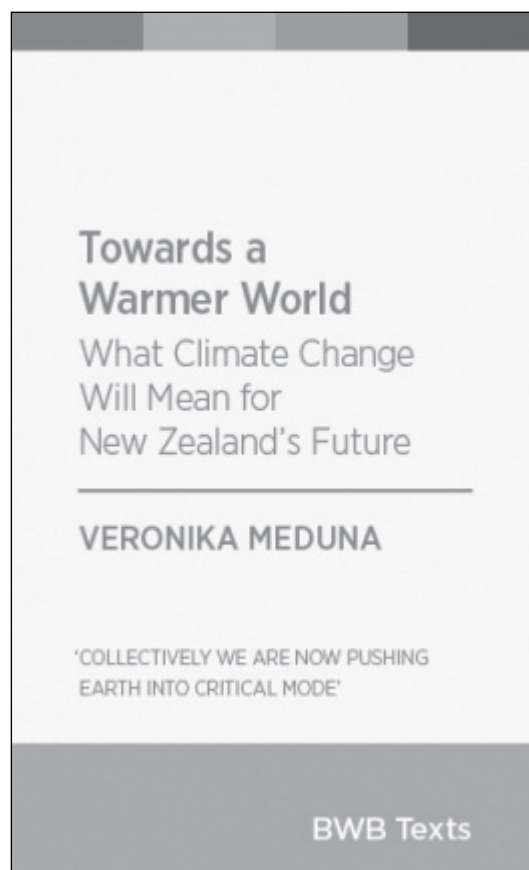 Towards a
Warmer World
What Climate Change
Will Mean for
New Zealand's Future
VERONIKA MEDUNA
'COLLECTIVELY WE ARE NOW PUSHING
EARTH INTO CRITICAL MODE'
BWB Texts